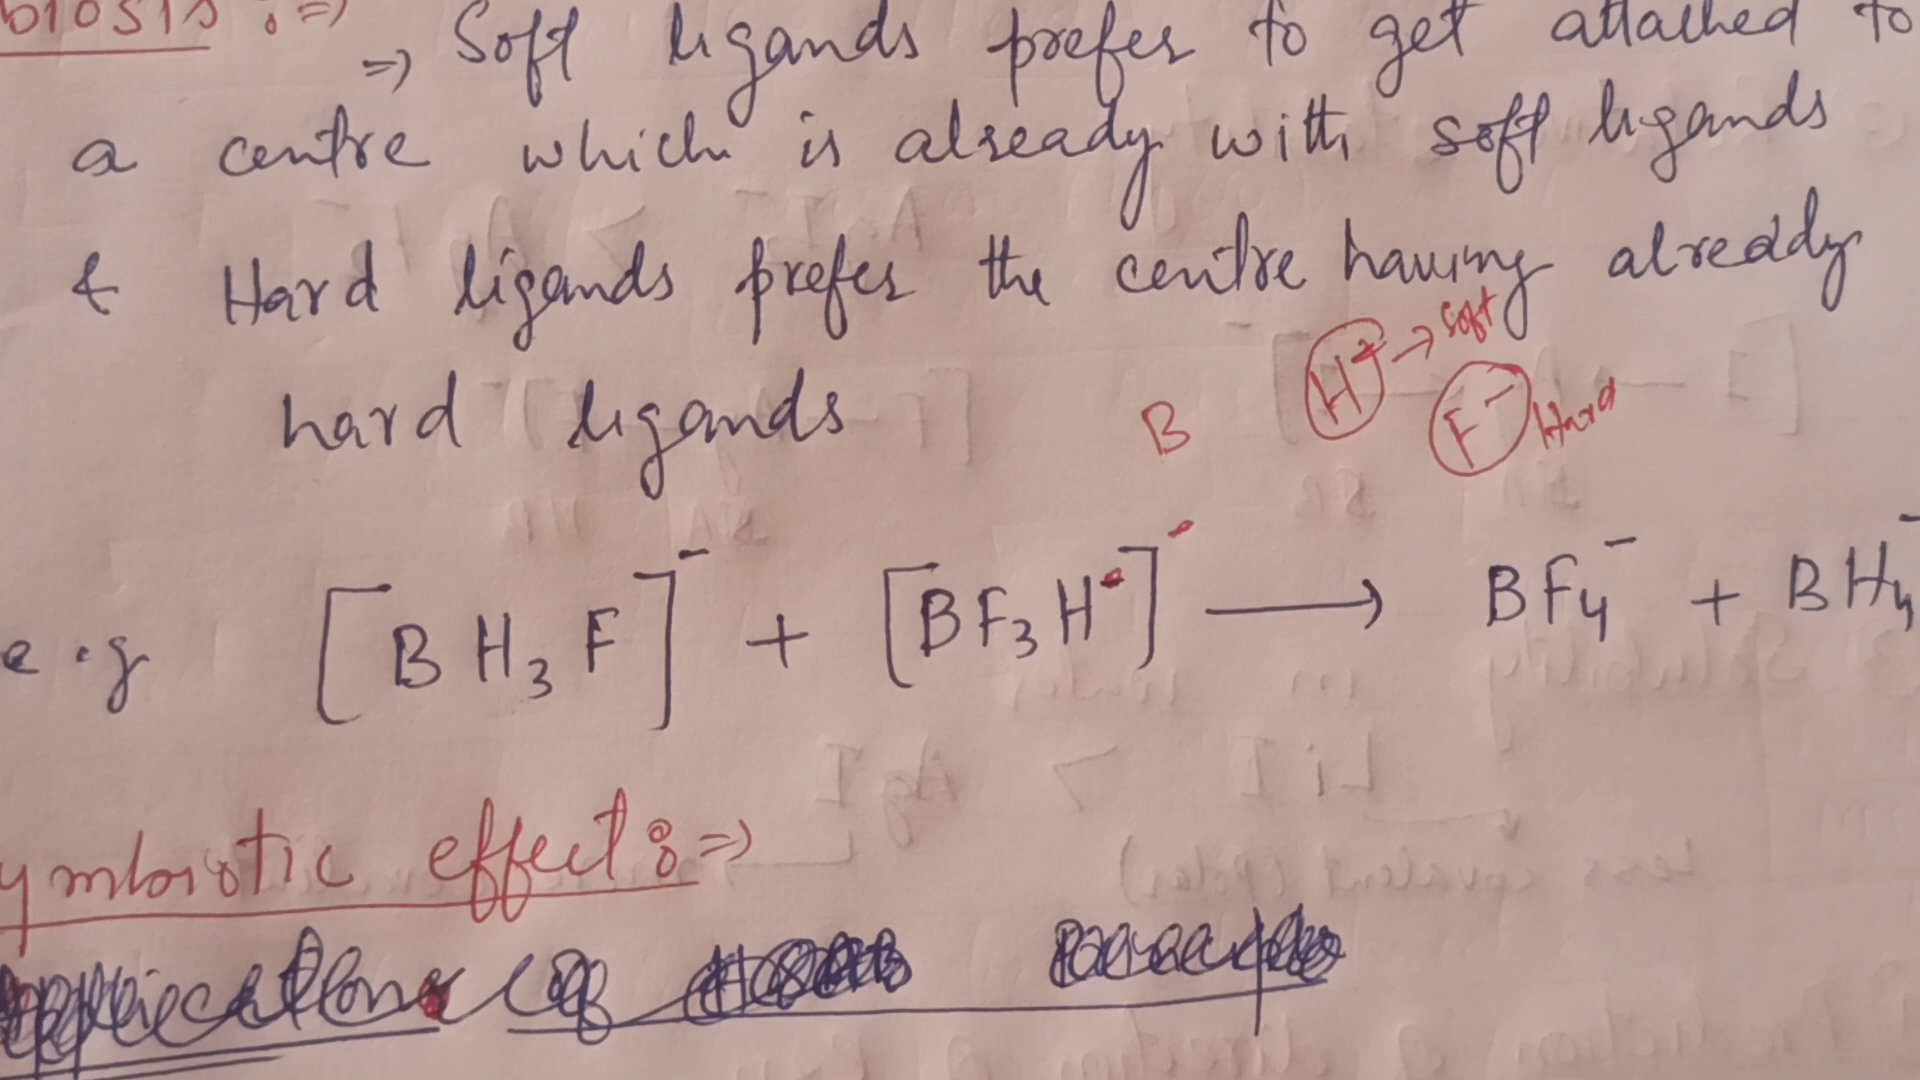 biosis :⇒
⇒ Soft ligands prefer to get attached to
a centre which is already with soft ligands
& Hard ligands prefer the centre having already
hard ligands
B H⁺ → soft F⁻ Hard
e.g [BH₃F]⁻ + [BF₃H]⁻ ⟶ BF₄⁻ + BH₄⁻
ymbiotic effect :⇒